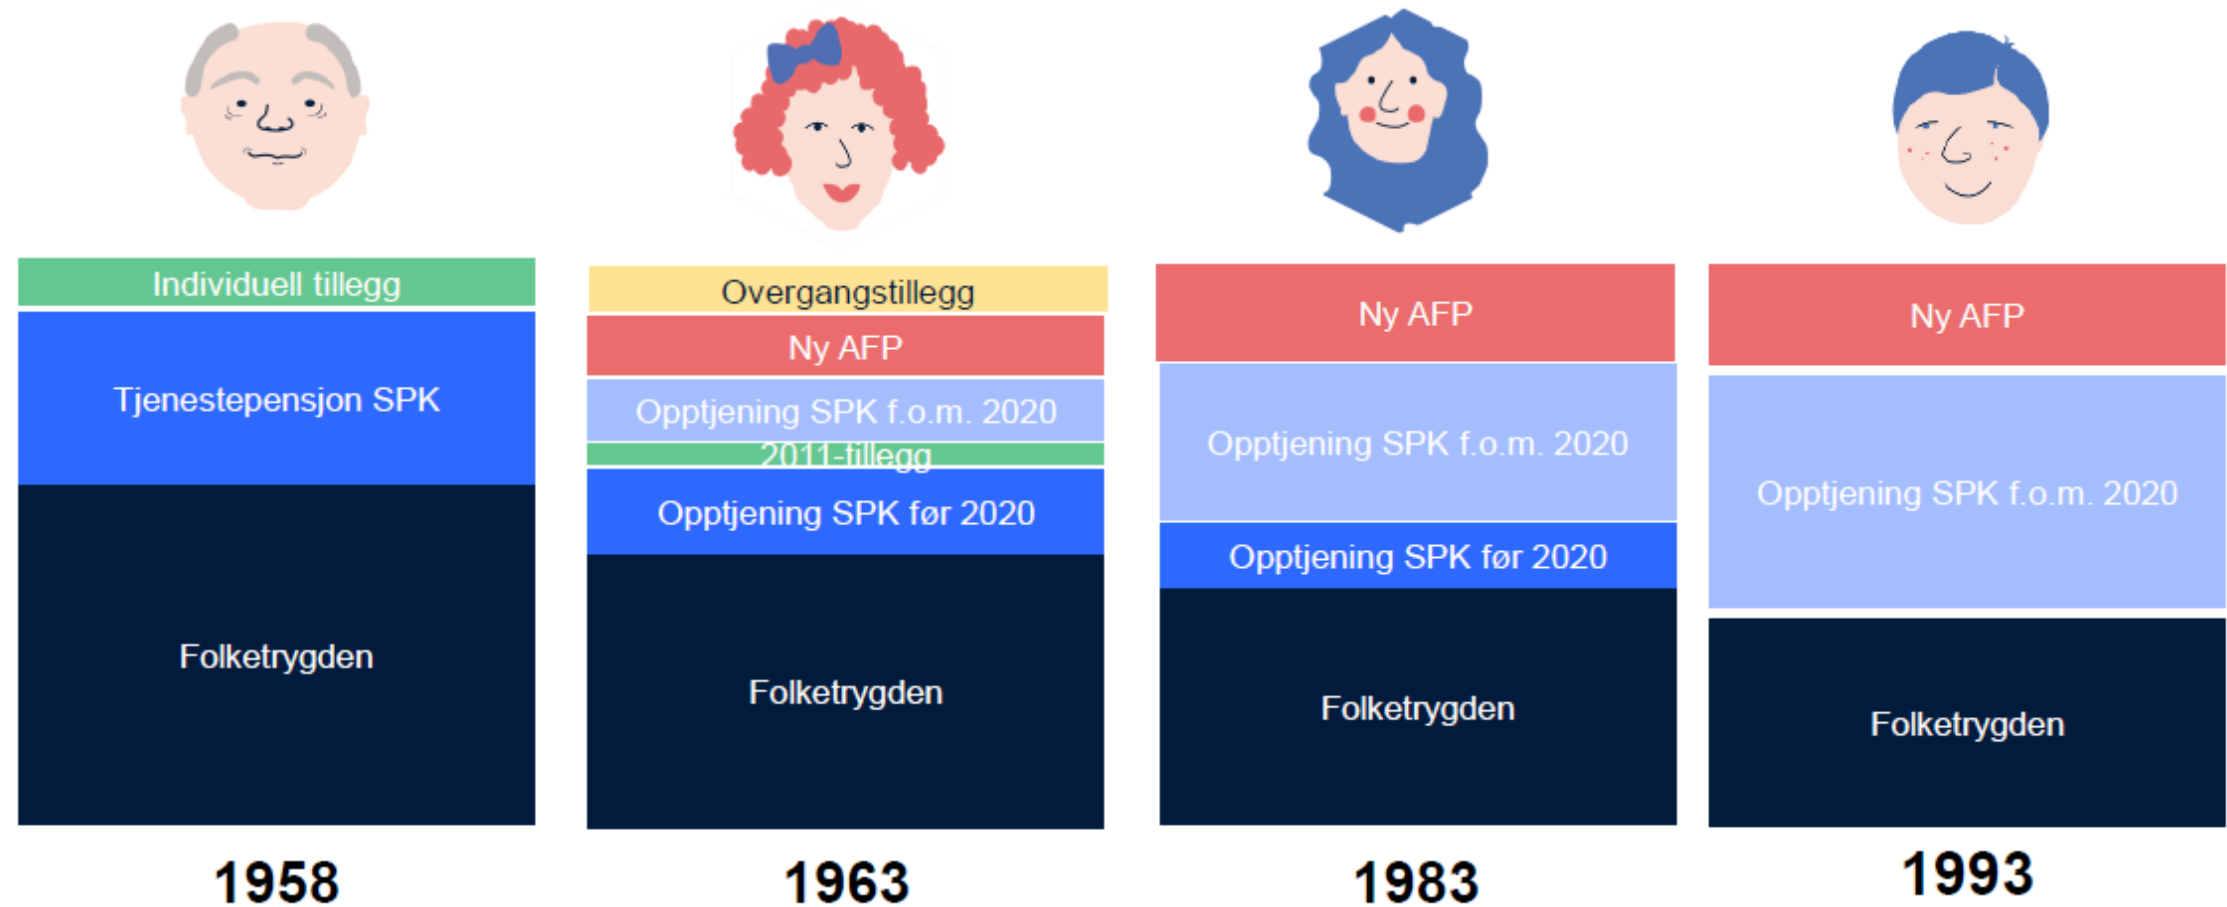 Individuell tillegg
Tjenestepensjon SPK
Folketrygden
1958
Overgangstillegg
Ny AFP
Opptjening SPK f.o.m. 2020
2011-tillegg
Opptjening SPK før 2020
Folketrygden
1963
Ny AFP
Opptjening SPK f.o.m. 2020
Opptjening SPK før 2020
Folketrygden
1983
Ny AFP
Opptjening SPK f.o.m. 2020
Folketrygden
1993